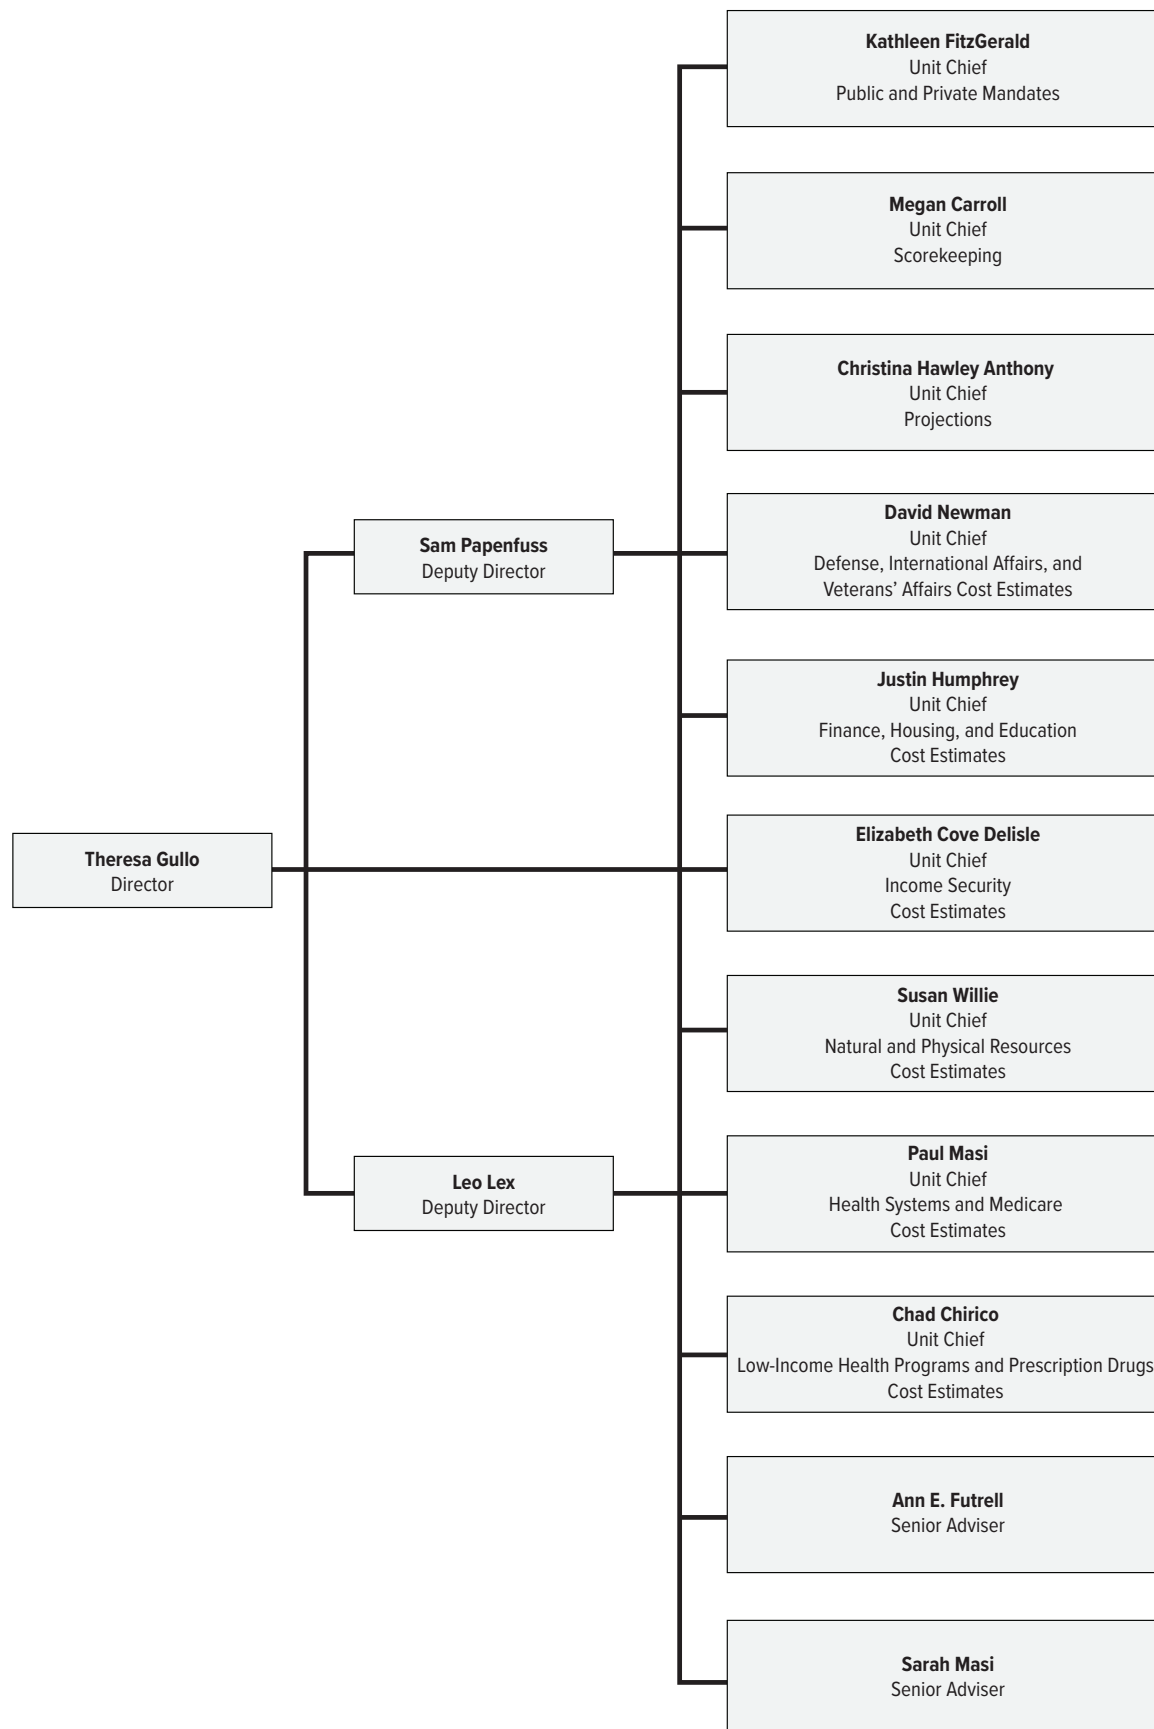 Kathleen FitzGerald
Unit Chief
Public and Private Mandates
Megan Carroll
Unit Chief
Scorekeeping
Christina Hawley Anthony
Unit Chief
Projections
David Newman
Unit Chief
Defense, International Affairs, and
Veterans’ Affairs Cost Estimates
Sam Papenfuss
Deputy Director
Justin Humphrey
Unit Chief
Finance, Housing, and Education
Cost Estimates
Theresa Gullo
Director
Elizabeth Cove Delisle
Unit Chief
Income Security
Cost Estimates
Susan Willie
Unit Chief
Natural and Physical Resources
Cost Estimates
Leo Lex
Deputy Director
Paul Masi
Unit Chief
Health Systems and Medicare
Cost Estimates
Chad Chirico
Unit Chief
Low-Income Health Programs and Prescription Drugs
Cost Estimates
Ann E. Futrell
Senior Adviser
Sarah Masi
Senior Adviser